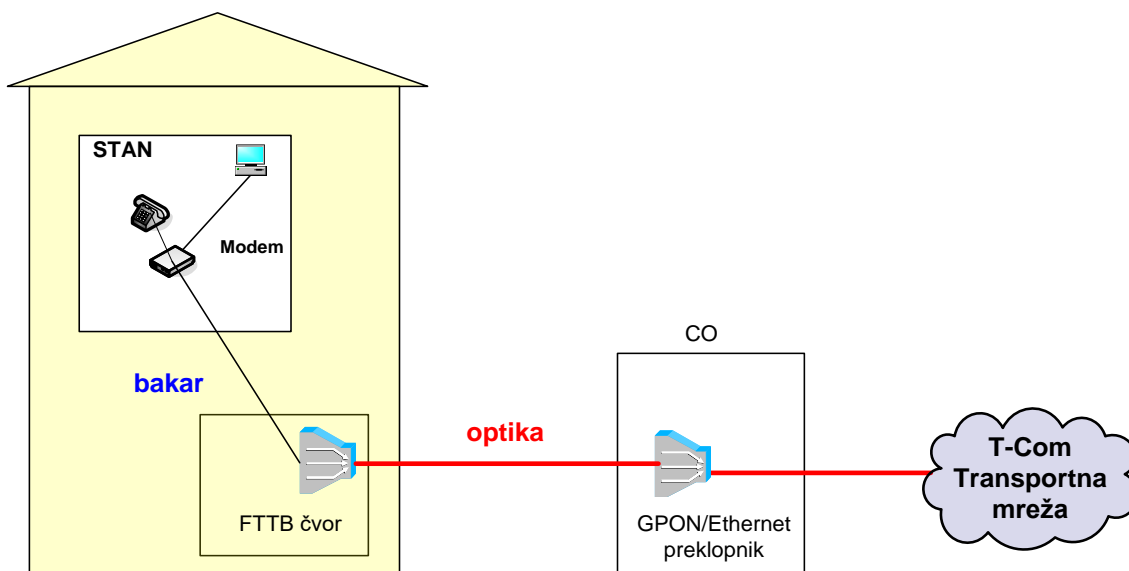 STAN
Modem
bakar
FTTB čvor
optika
CO
GPON/Ethernet
preklopnik
T-Com
Transportna
mreža